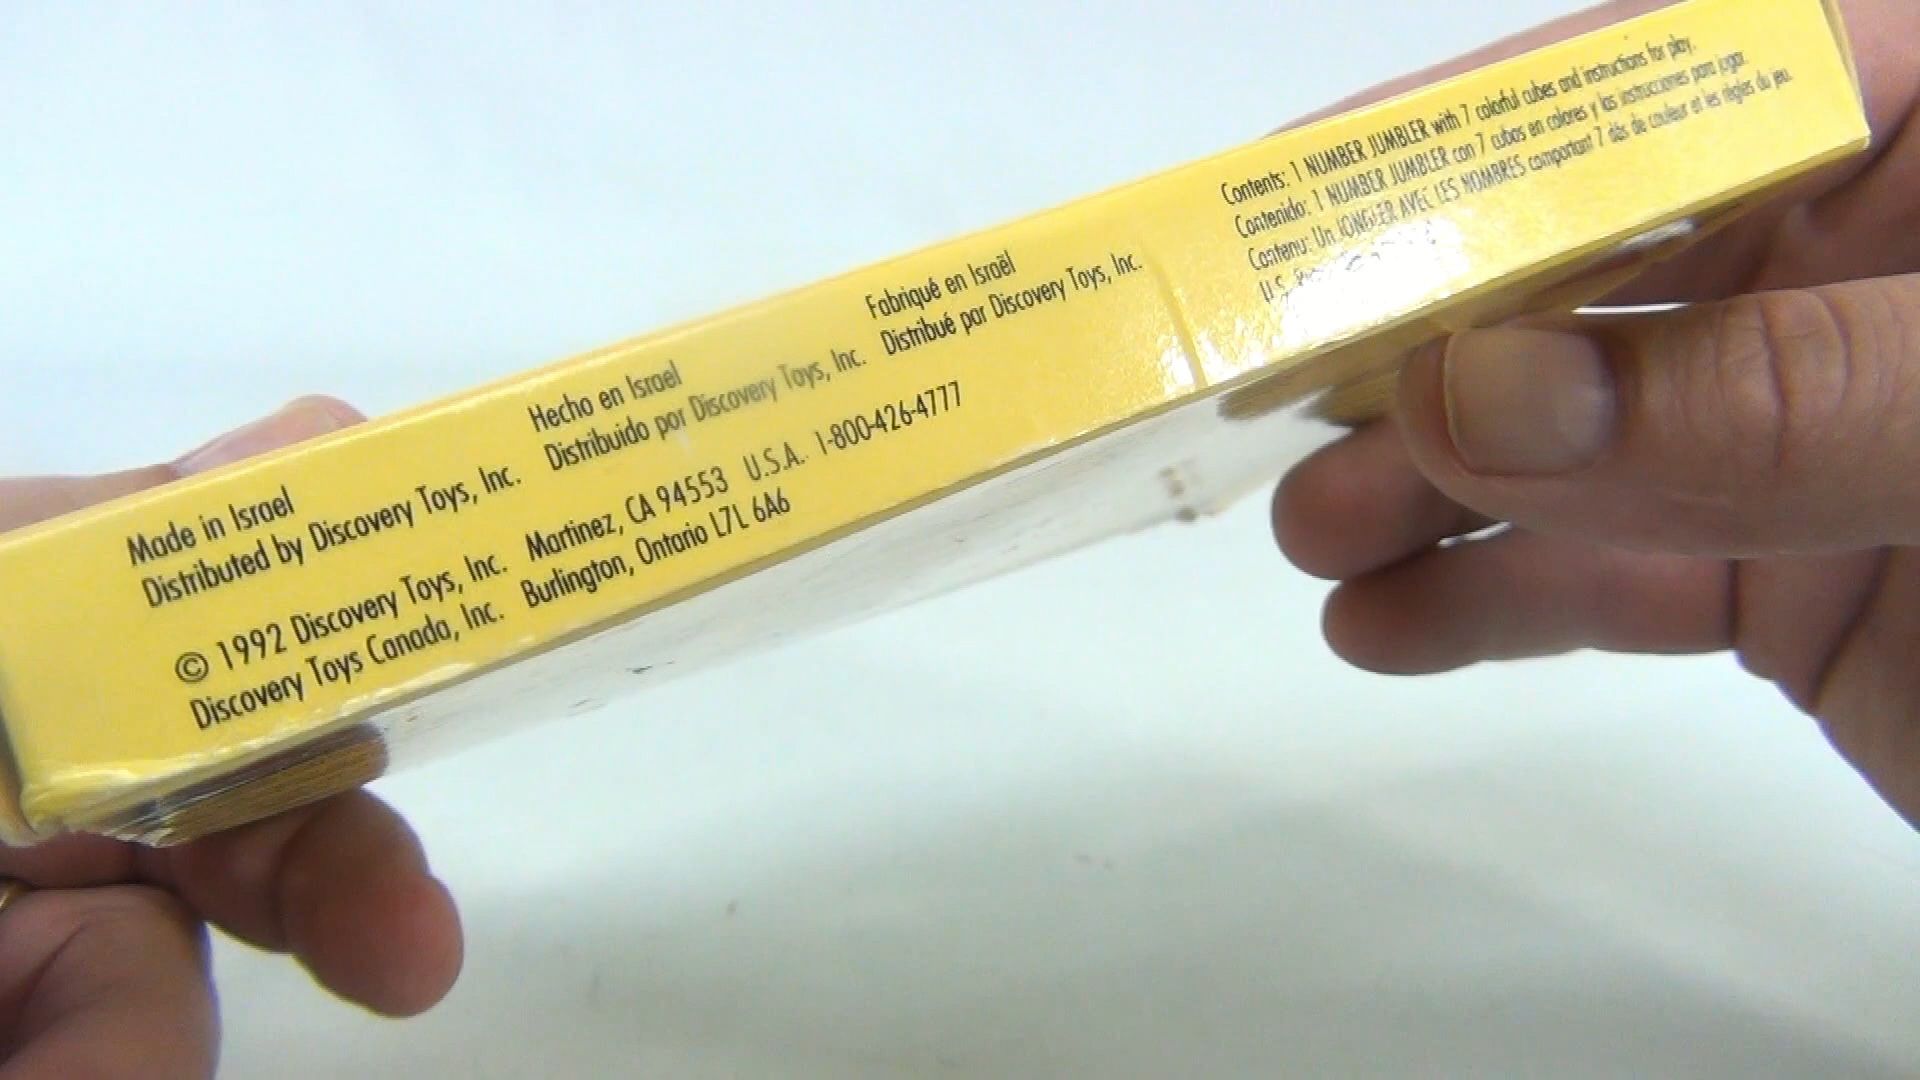 Made in Israel
Distributed by Discovery Toys, Inc.
Hecho en Israel
Distribuido por Discovery Toys, Inc.
Fabriqué en Israël
Distribué par Discovery Toys, Inc.
© 1992 Discovery Toys, Inc. Martinez, CA 94553 U.S.A. 1-800-426-4777
Discovery Toys Canada, Inc. Burlington, Ontario L7L 6A6
Contents: 1 NUMBER JUMBLER with 7 colorful cubes and instructions for play.
Contenido: 1 NUMBER JUMBLER con 7 cubos en colores y las instrucciones para jugar.
Contenu: Un JONGLER AVEC LES NOMBRES comportant 7 dés de couleur et les règles du jeu.
U.S.